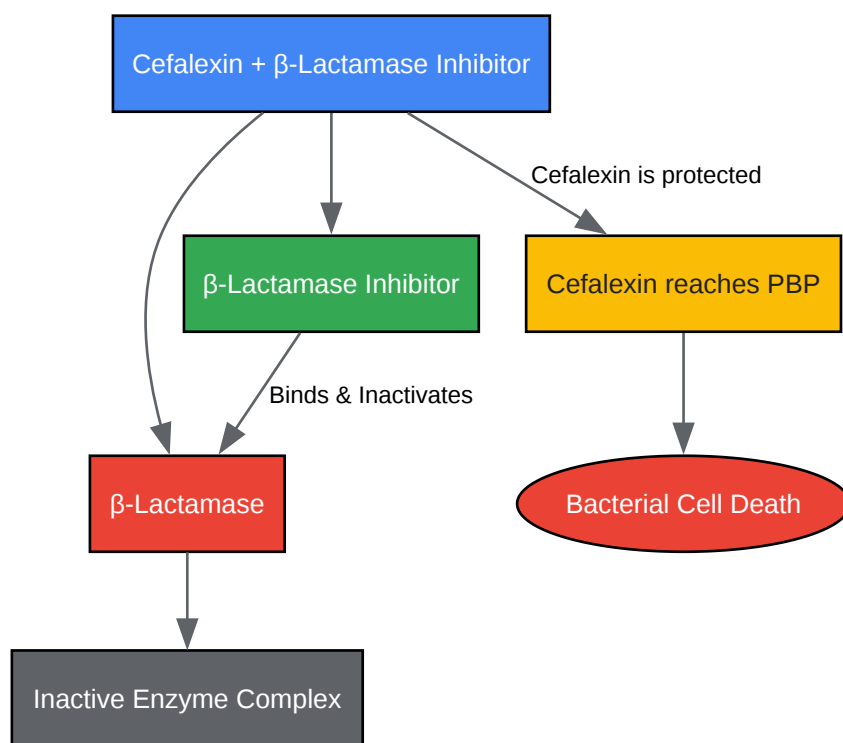 Cefalexin + β-Lactamase Inhibitor
Cefalexin is protected
β-Lactamase Inhibitor
Cefalexin reaches PBP
Binds & Inactivates
β-Lactamase
Bacterial Cell Death
Inactive Enzyme Complex